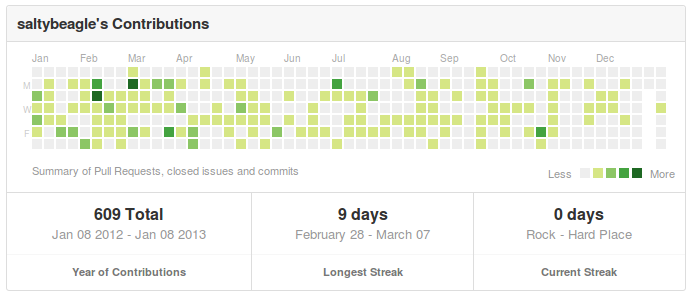 saltybeagle's Contributions
Jan Feb Mar Apr May Jun Jul Aug Sep Oct Nov Dec
M
W
F
Summary of Pull Requests, closed issues and commits
Less More
609 Total 9 days 0 days
Jan 08 2012 - Jan 08 2013 February 28 - March 07 Rock - Hard Place
Year of Contributions Longest Streak Current Streak